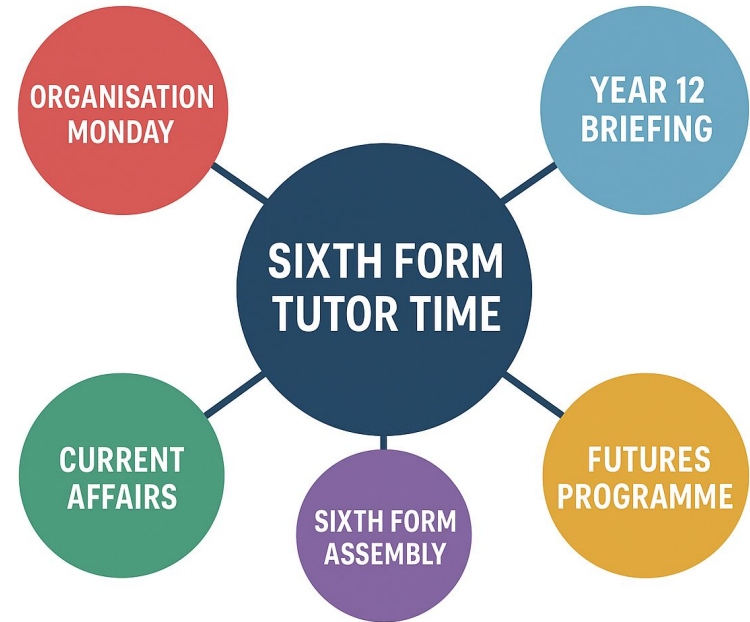 ORGANISATION
MONDAY
YEAR 12
BRIEFING
SIXTH FORM
TUTOR TIME
CURRENT
AFFAIRS
SIXTH FORM
ASSEMBLY
FUTURES
PROGRAMME